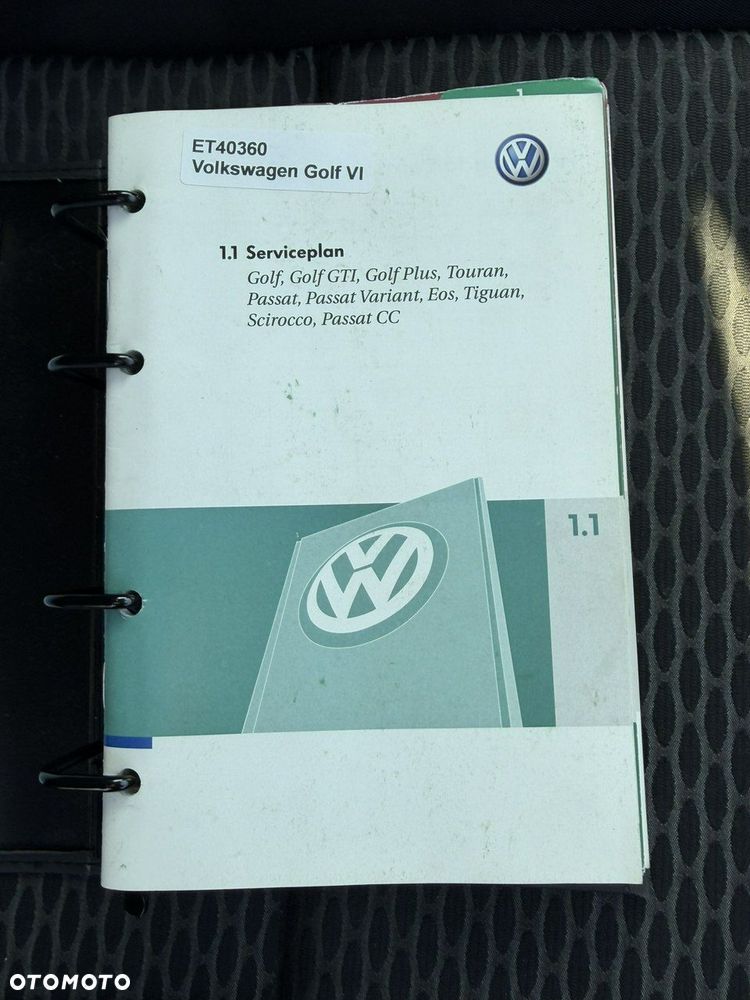 1
ET40360
Volkswagen Golf VI
1.1 Serviceplan
Golf, Golf GTI, Golf Plus, Touran,
Passat, Passat Variant, Eos, Tiguan,
Scirocco, Passat CC
1.1
OTOMOTO